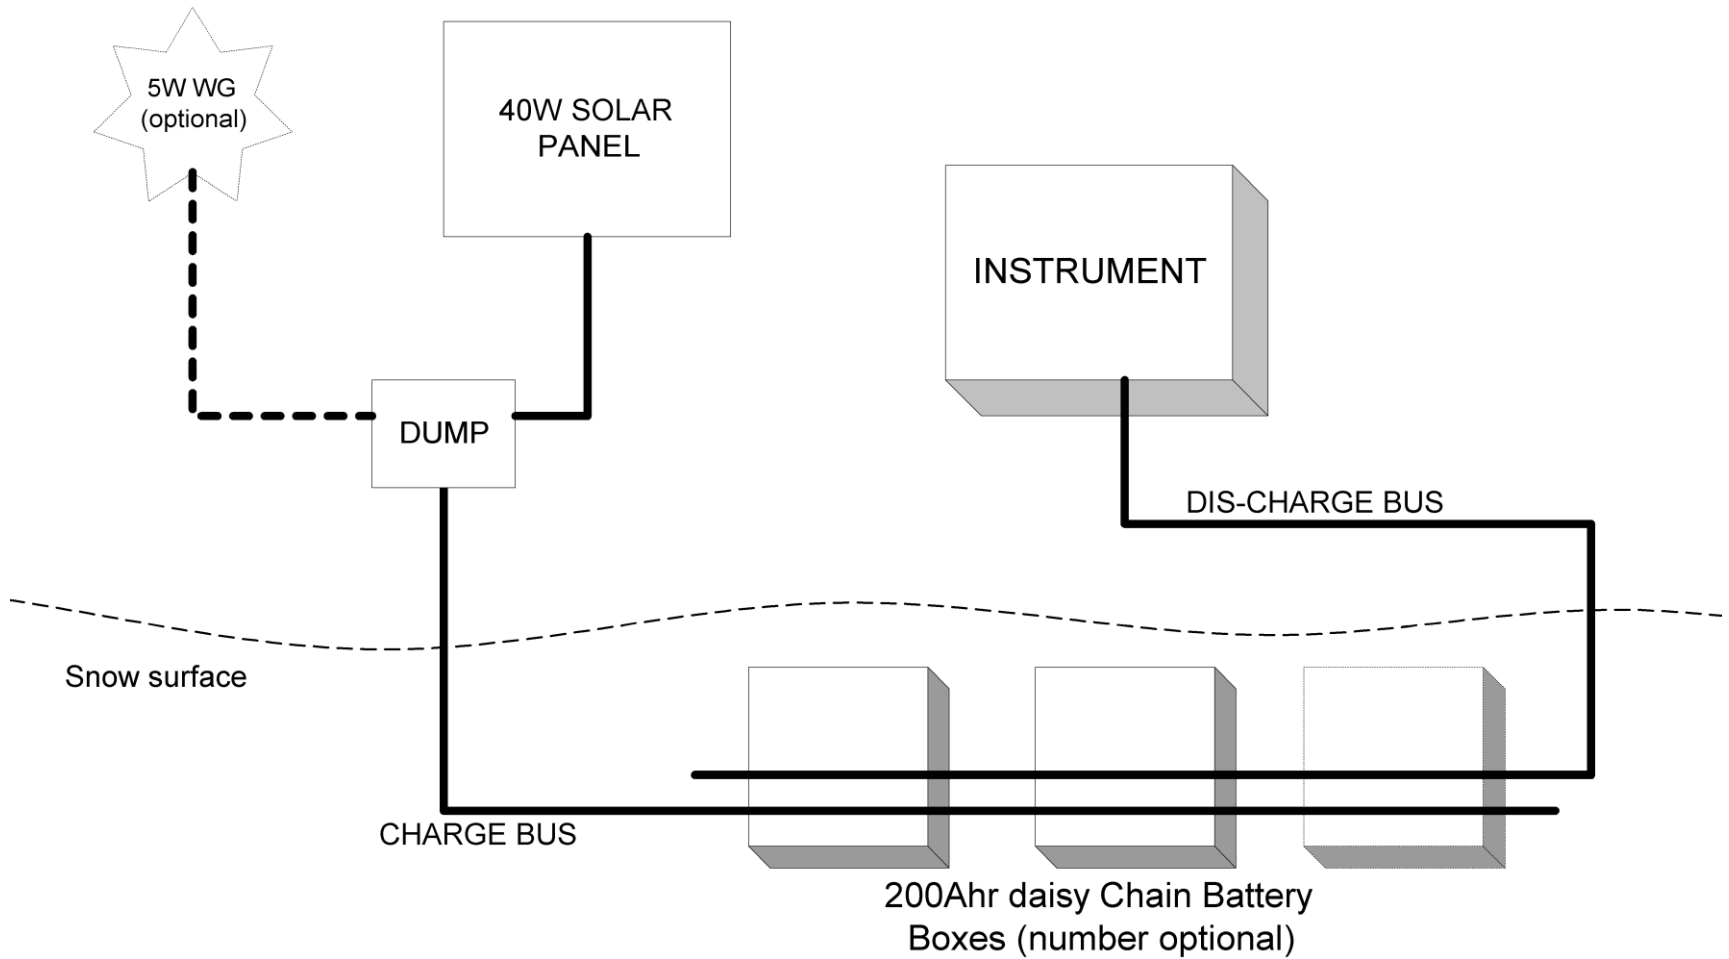 5W WG
(optional)
40W SOLAR
PANEL
INSTRUMENT
DUMP
DIS-CHARGE BUS
Snow surface
CHARGE BUS
200Ahr daisy Chain Battery
Boxes (number optional)